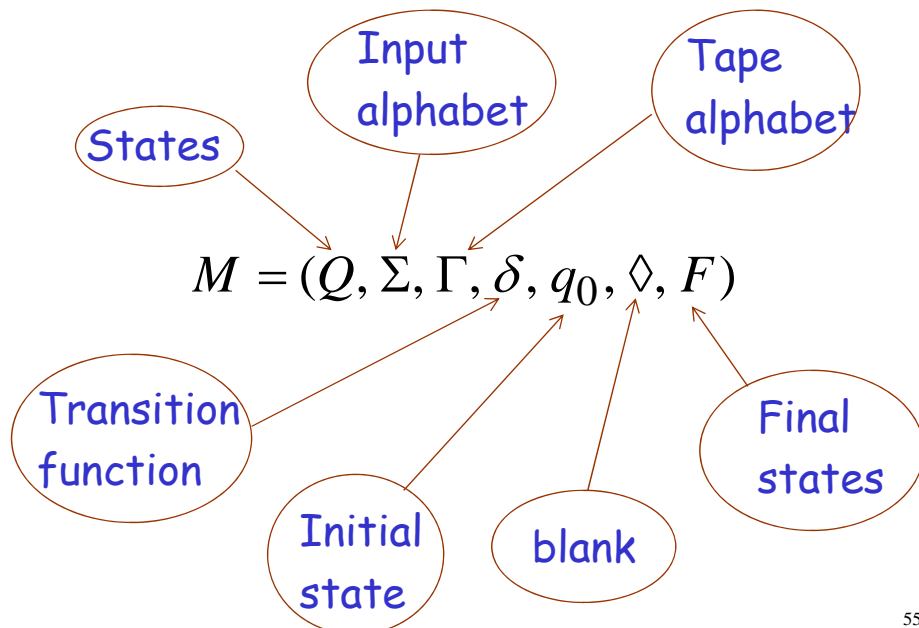 Input
alphabet
Tape
alphabet
States
M = (Q, Σ, Γ, δ, q₀, ◊, F)
Transition
function
Initial
state
blank
Final
states
55